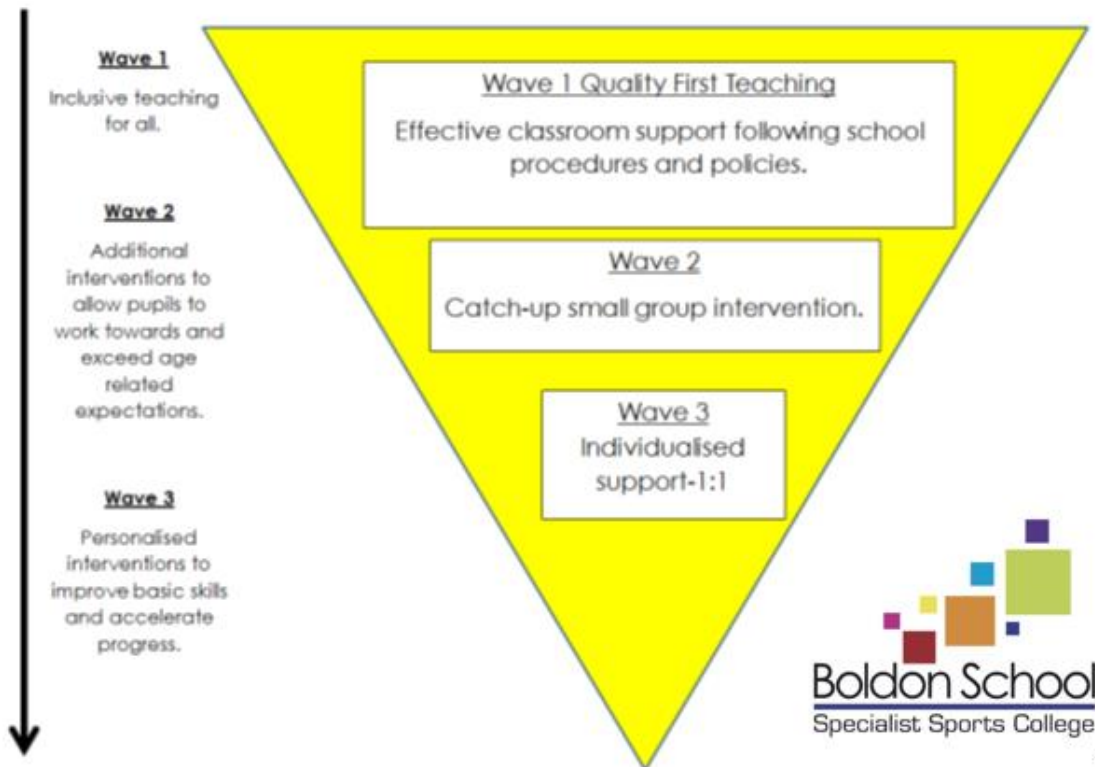 Wave 1
Inclusive teaching
for all.
Wave 2
Additional
interventions to
allow pupils to
work towards and
exceed age
related
expectations.
Wave 3
Personalised
interventions to
improve basic skills
and accelerate
progress.
Wave 1 Quality First Teaching
Effective classroom support following school
procedures and policies.
Wave 2
Catch-up small group intervention.
Wave 3
Individualised
support-1:1
Boldon School
Specialist Sports College